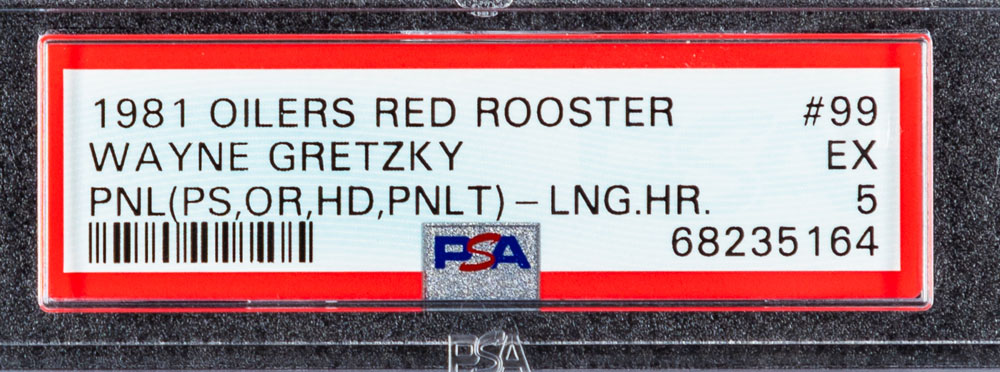 1981 OILERS RED ROOSTER #99
WAYNE GRETZKY EX
PNL(PS,OR,HD,PNLT) – LNG.HR. 5
68235164
PSA
PSA